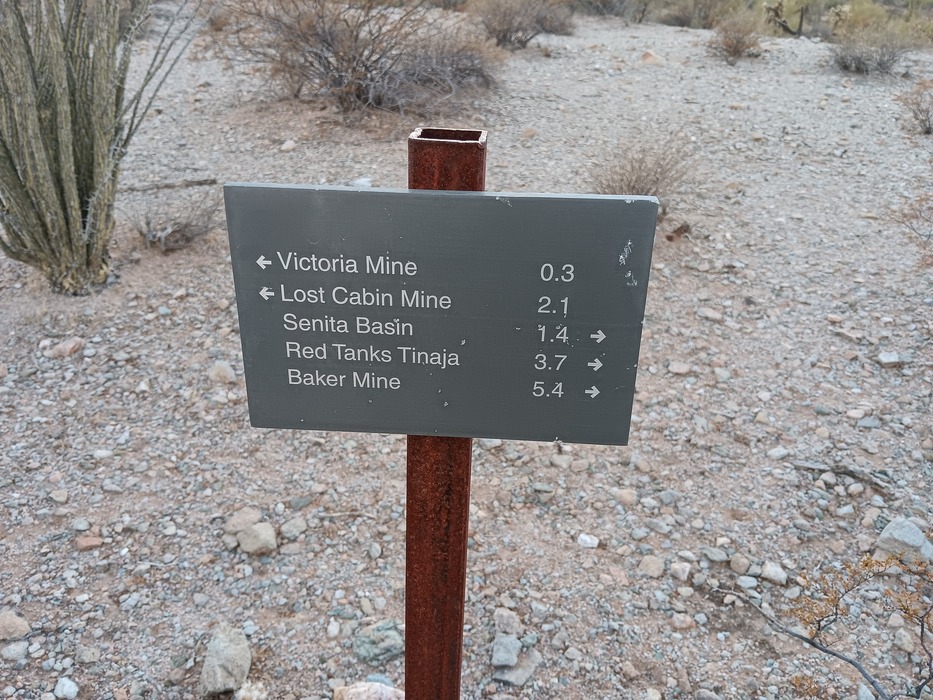 ← Victoria Mine 0.3
← Lost Cabin Mine 2.1
Senita Basin 1.4 →
Red Tanks Tinaja 3.7 →
Baker Mine 5.4 →